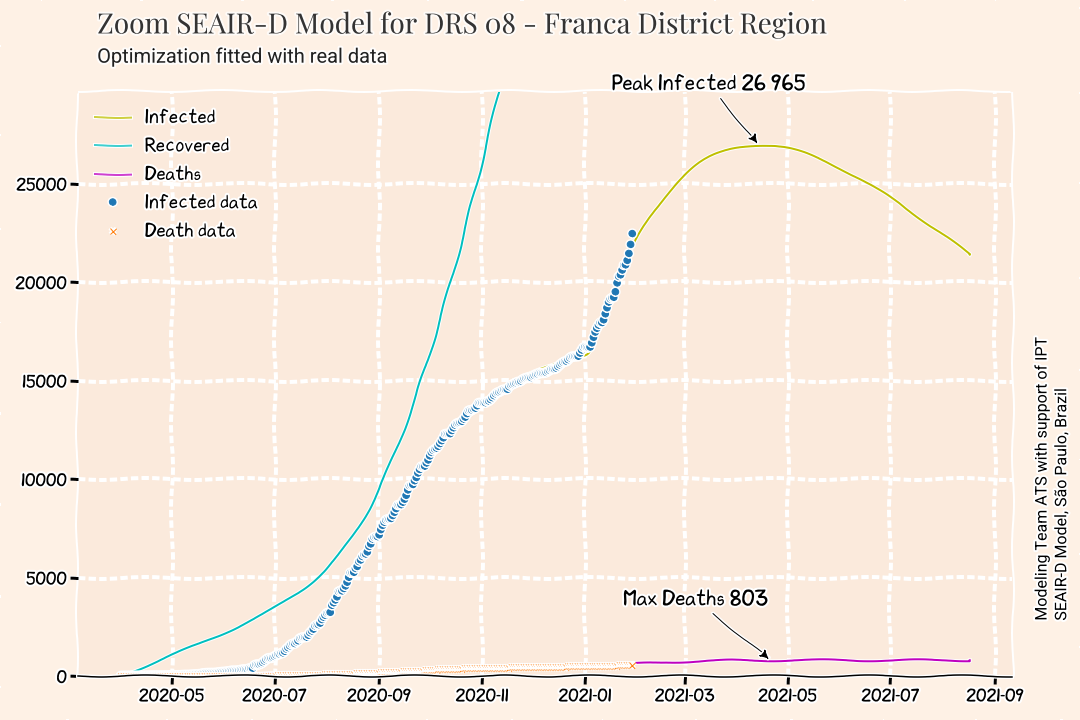 Zoom SEAIR-D Model for DRS 08 - Franca District Region
Optimization fitted with real data
Peak Infected 26 965
Infected
Recovered
Deaths
Infected data
Death data
25000
20000
15000
10000
5000
0
Max Deaths 803
2020-05
2020-07
2020-09
2020-11
2021-01
2021-03
2021-05
2021-07
2021-09
Modeling Team ATS with support of IPT
SEAIR-D Model, São Paulo, Brazil